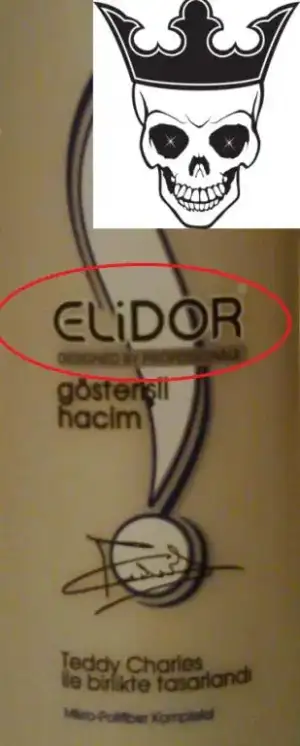 ELiDOR
DESIGNED BY PROFESSIONALS
gösterişli
hacim
Teddy Charles
ile birlikte tasarlandı
Mikro-Polifiber Kompleksi